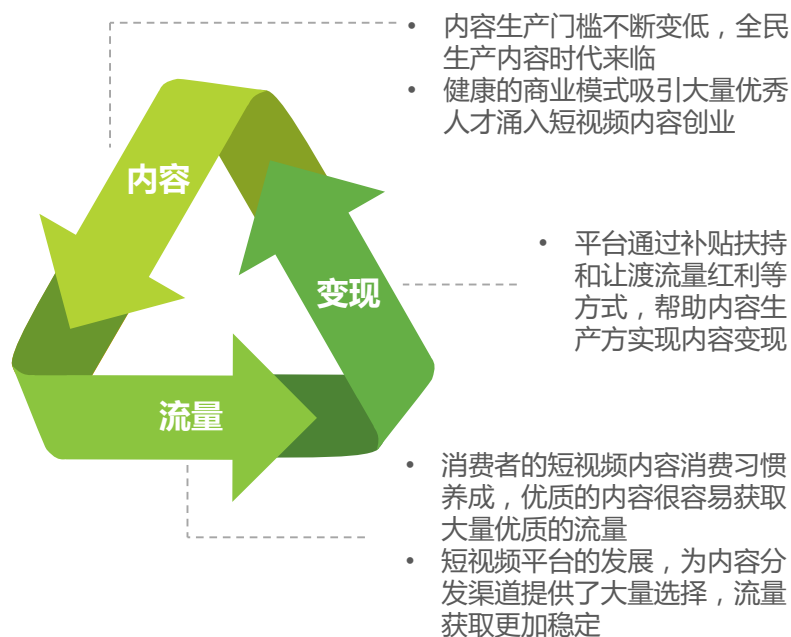 • 内容生产门槛不断变低，全民
生产内容时代来临
• 健康的商业模式吸引大量优秀
人才涌入短视频内容创业
内容
• 平台通过补贴扶持
和让渡流量红利等
方式，帮助内容生
产方实现内容变现
变现
流量
• 消费者的短视频内容消费习惯
养成，优质的内容很容易获取
大量优质的流量
• 短视频平台的发展，为内容分
发渠道提供了大量选择，流量
获取更加稳定